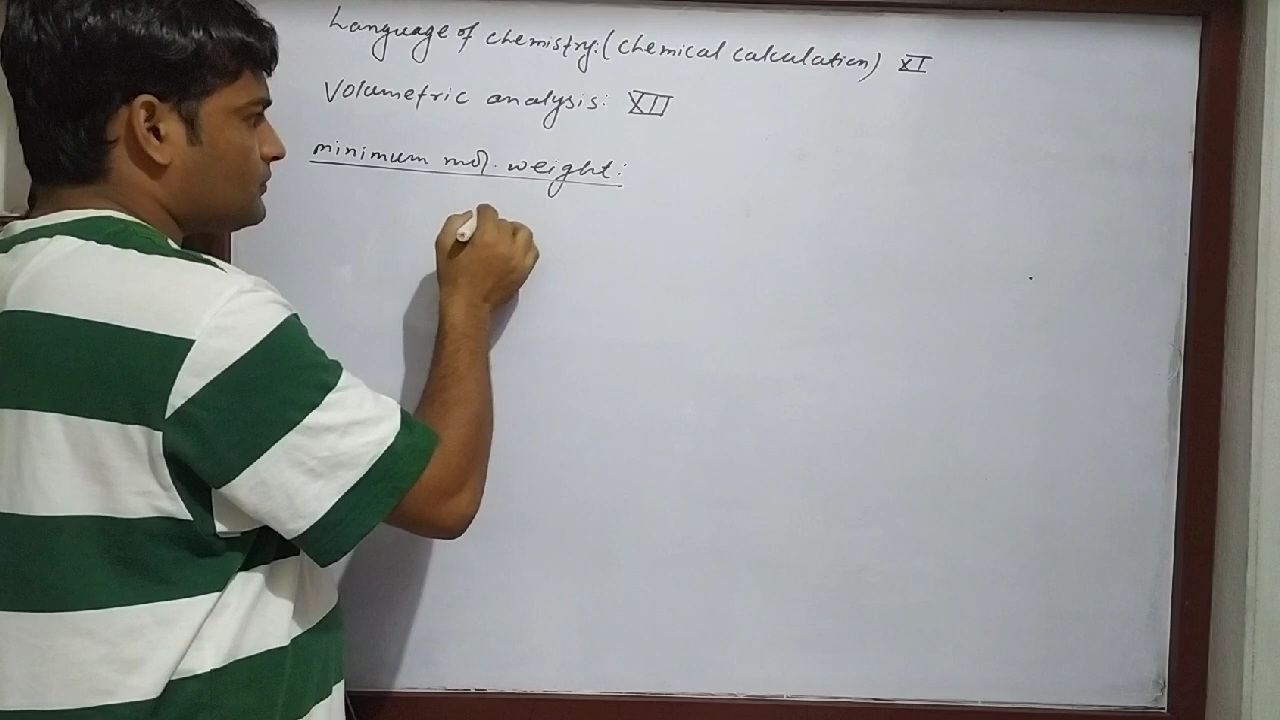 Language of chemistry:(chemical calculation) XI
Volumetric analysis: XII
minimum mol. weight: